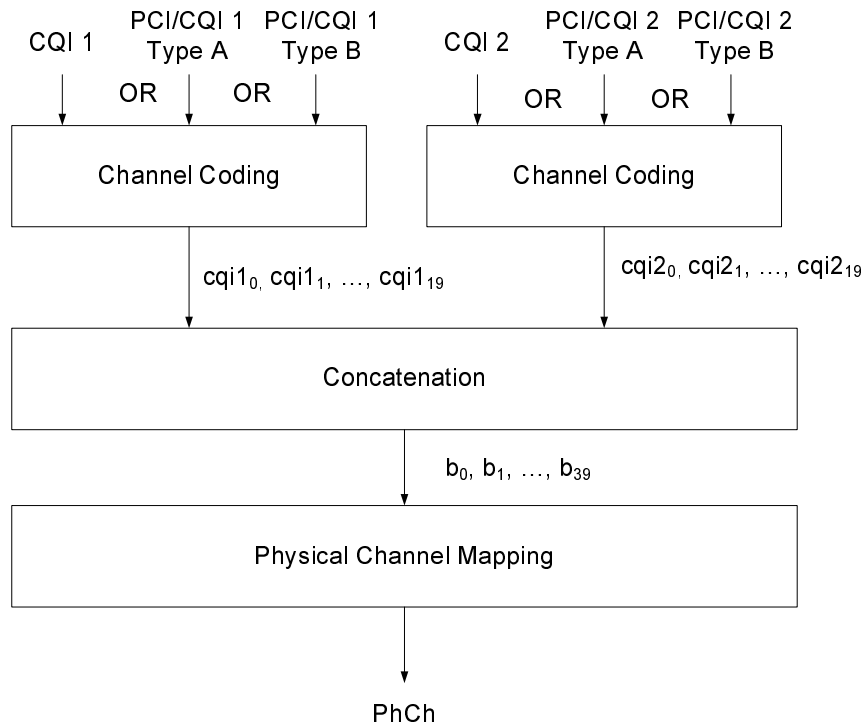 CQI 1
PCI/CQI 1
Type A
PCI/CQI 1
Type B
OR
OR
CQI 2
PCI/CQI 2
Type A
PCI/CQI 2
Type B
OR
OR
Channel Coding
Channel Coding
cqi1₀, cqi1₁, …, cqi1₁₉
cqi2₀, cqi2₁, …, cqi2₁₉
Concatenation
b₀, b₁, …, b₃₉
Physical Channel Mapping
PhCh